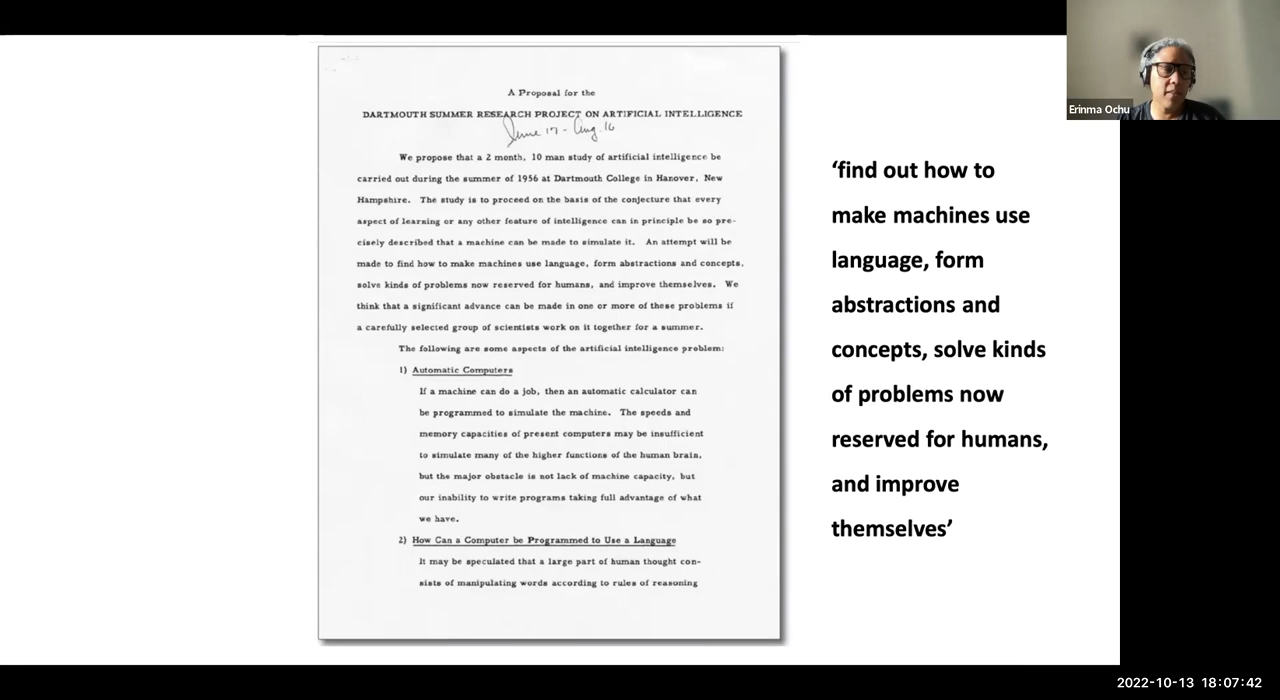 A Proposal for the
DARTMOUTH SUMMER RESEARCH PROJECT ON ARTIFICIAL INTELLIGENCE
June 17 - Aug. 16
We propose that a 2 month, 10 man study of artificial intelligence be
carried out during the summer of 1956 at Dartmouth College in Hanover, New
Hampshire. The study is to proceed on the basis of the conjecture that every
aspect of learning or any other feature of intelligence can in principle be so pre-
cisely described that a machine can be made to simulate it. An attempt will be
made to find how to make machines use language, form abstractions and concepts,
solve kinds of problems now reserved for humans, and improve themselves. We
think that a significant advance can be made in one or more of these problems if
a carefully selected group of scientists work on it together for a summer.
The following are some aspects of the artificial intelligence problem:
1) Automatic Computers
If a machine can do a job, then an automatic calculator can
be programmed to simulate the machine. The speeds and
memory capacities of present computers may be insufficient
to simulate many of the higher functions of the human brain,
but the major obstacle is not lack of machine capacity, but
our inability to write programs taking full advantage of what
we have.
2) How Can a Computer be Programmed to Use a Language
It may be speculated that a large part of human thought con-
sists of manipulating words according to rules of reasoning
‘find out how to
make machines use
language, form
abstractions and
concepts, solve kinds
of problems now
reserved for humans,
and improve
themselves’
Erinma Ochu
2022-10-13 18:07:42